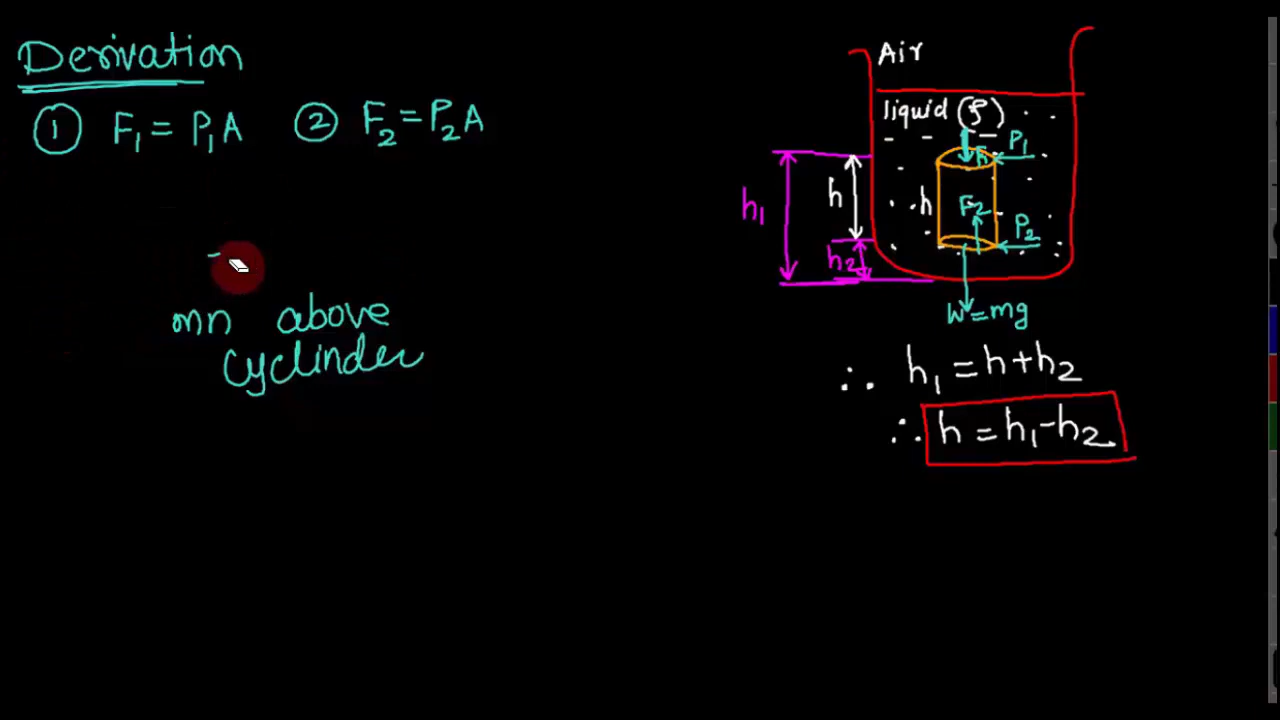 Derivation
① F₁ = P₁A ② F₂ = P₂A
mn above
cyclinder
Air
liquid (ρ)
P₁
F₁
h₁
h
h
F₂
P₂
h₂
W = mg
∴ h₁ = h + h₂
∴ h = h₁ - h₂